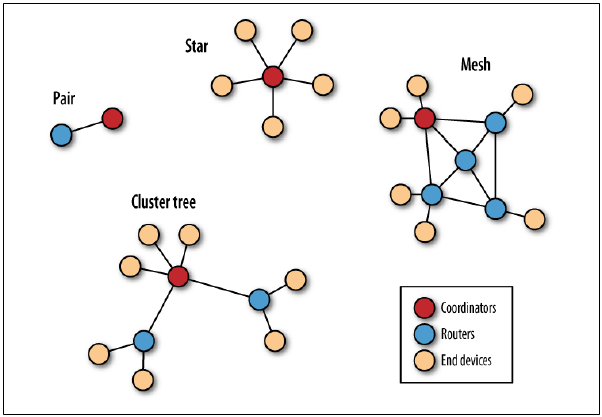 Star
Mesh
Pair
Cluster tree
Coordinators
Routers
End devices